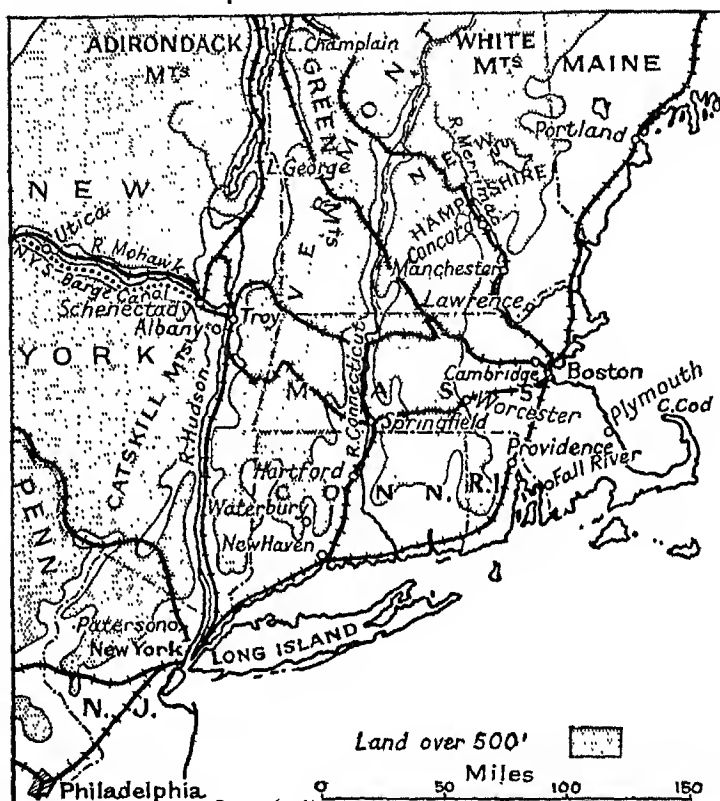 ADIRONDACK
Mts
L. Champlain
WHITE
Mts
MAINE
GREEN Mts
VERMONT
Portland
L. George
R. Merrimac
NEW
HAMPSHIRE
NEW
YORK
Utica
R. Mohawk
N.Y.S. Barge Canal
Concord
Manchester
Schenectady
Lawrence
Albany
Troy
Cambridge
Boston
R. Connecticut
MASS
Worcester
Plymouth
C. Cod
CATSKILL Mts
R. Hudson
Springfield
Providence
Fall River
Hartford
CONN.
R.I.
Waterbury
New Haven
PENN
Paterson
New York
LONG ISLAND
N. J.
Land over 500'
Miles
Philadelphia
0 50 100 150